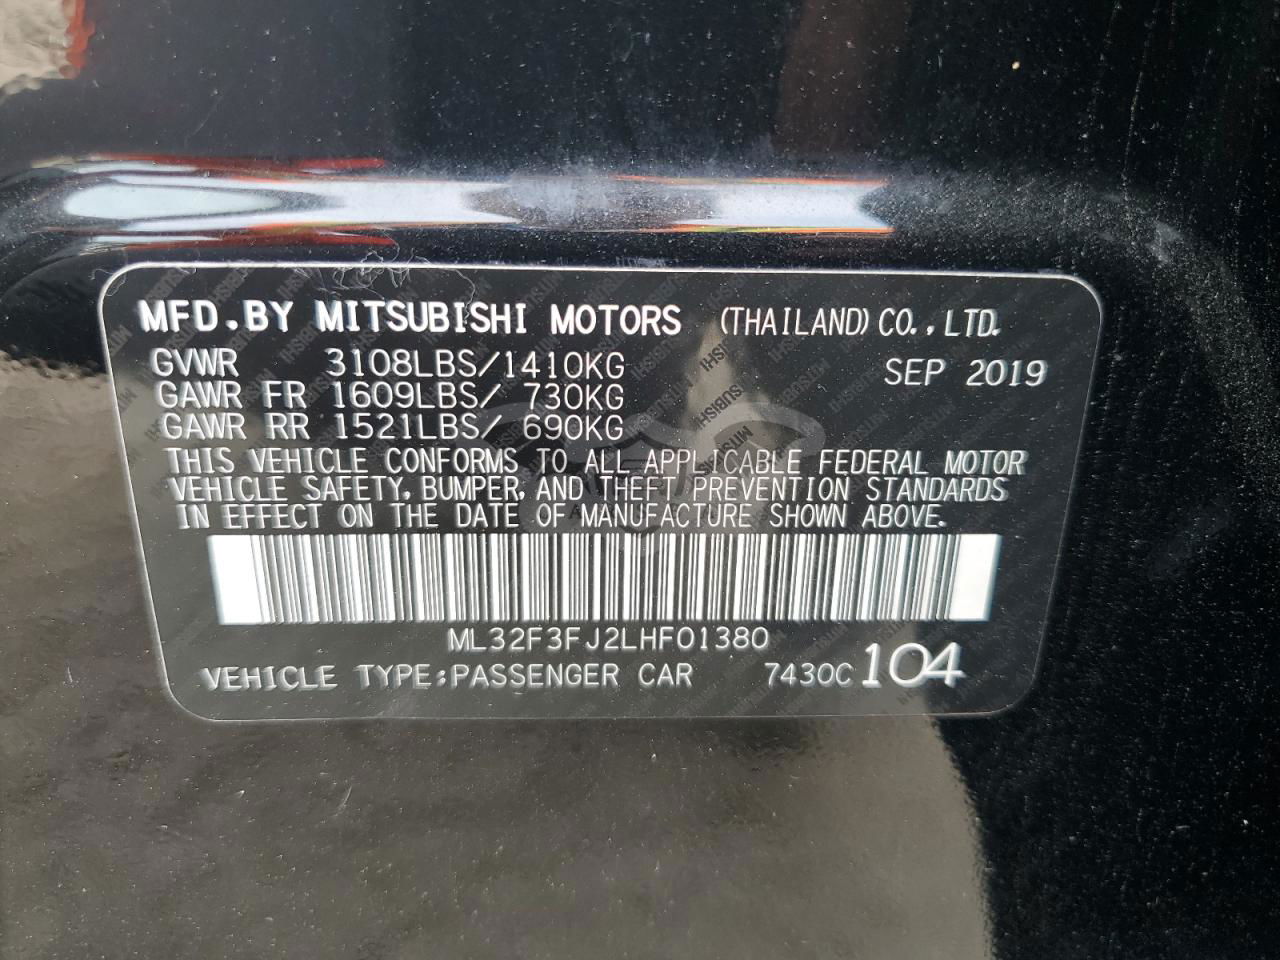 MFD.BY MITSUBISHI MOTORS (THAILAND) CO.,LTD.
GVWR 3108LBS/1410KG SEP 2019
GAWR FR 1609LBS/ 730KG
GAWR RR 1521LBS/ 690KG
THIS VEHICLE CONFORMS TO ALL APPLICABLE FEDERAL MOTOR
VEHICLE SAFETY, BUMPER, AND THEFT PREVENTION STANDARDS
IN EFFECT ON THE DATE OF MANUFACTURE SHOWN ABOVE.
ML32F3FJ2LHF01380
VEHICLE TYPE:PASSENGER CAR 7430C 104